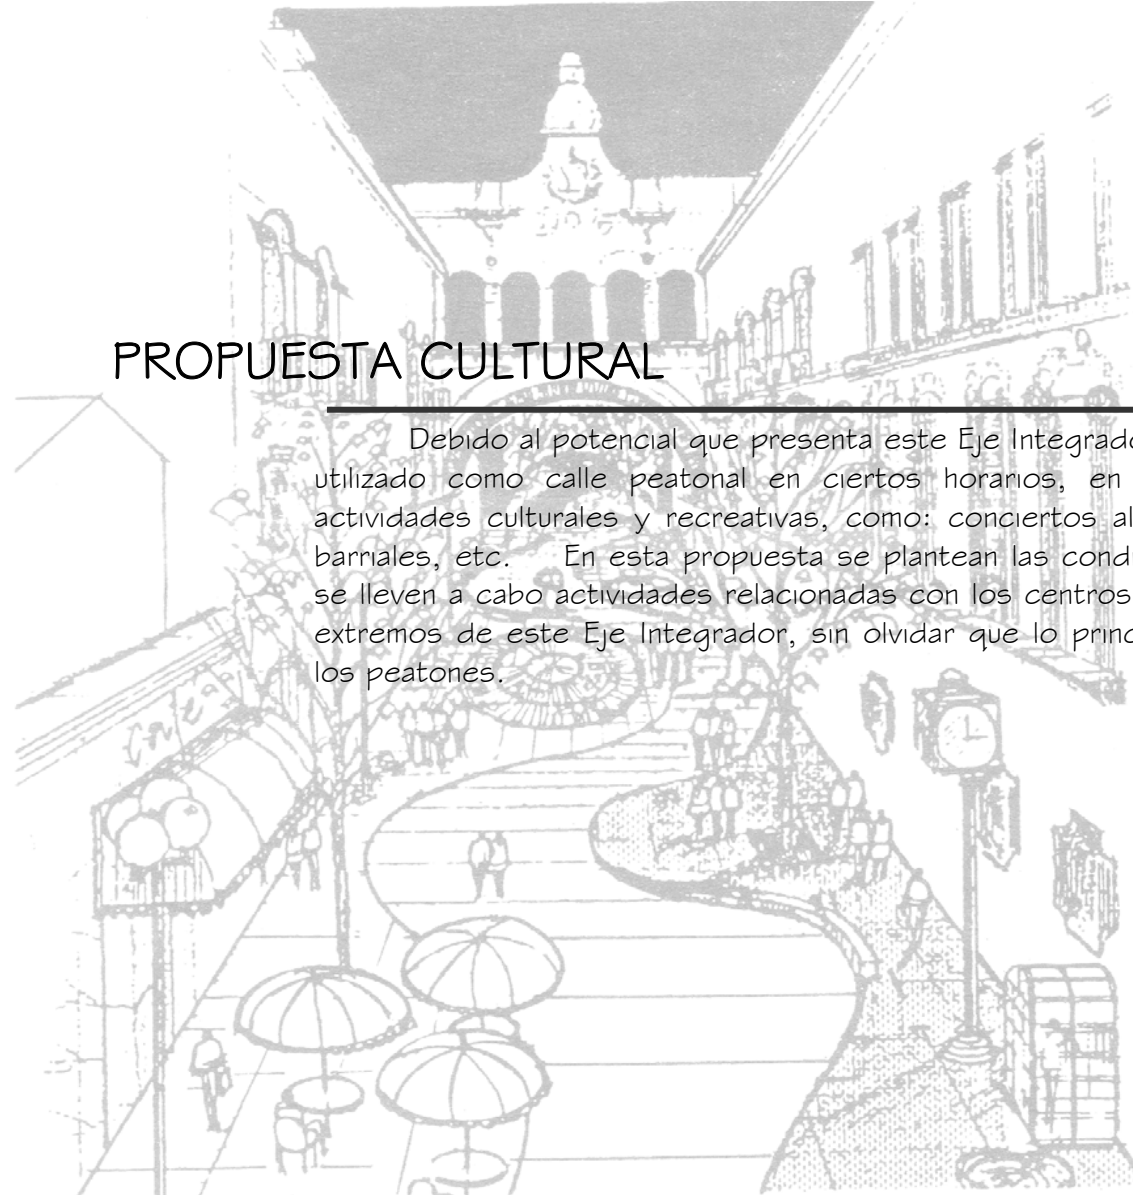 PROPUESTA CULTURAL
Debido al potencial que presenta este Eje
utilizado como calle peatonal en ciertos horarios, en
actividades culturales y recreativas, como: conciertos
barriales, etc. En esta propuesta se plantean las
se lleven a cabo actividades relacionadas con los centros
extremos de este Eje Integrador, sin olvidar que lo
los peatones.